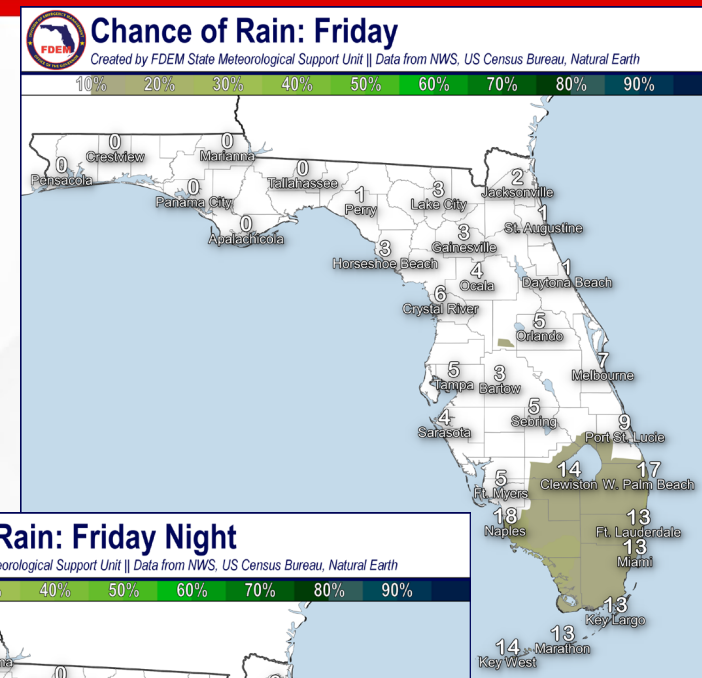 FDEM
Chance of Rain: Friday
Created by FDEM State Meteorological Support Unit || Data from NWS, US Census Bureau, Natural Earth
10% 20% 30% 40% 50% 60% 70% 80% 90%
0
Pensacola
0
Crestview
0
Marianna
0
Panama City
0
Apalachicola
0
Tallahassee
1
Perry
3
Lake City
2
Jacksonville
1
St. Augustine
3
Gainesville
3
Horseshoe Beach
4
Ocala
1
Daytona Beach
6
Crystal River
5
Orlando
7
Melbourne
5
Tampa
3
Bartow
5
Sebring
4
Sarasota
9
Port St. Lucie
5
Ft. Myers
14
Clewiston
17
W. Palm Beach
18
Naples
13
Ft. Lauderdale
13
Miami
13
Key Largo
13
Marathon
14
Key West
Rain: Friday Night
eorological Support Unit || Data from NWS, US Census Bureau, Natural Earth
40% 50% 60% 70% 80% 90%
na
0